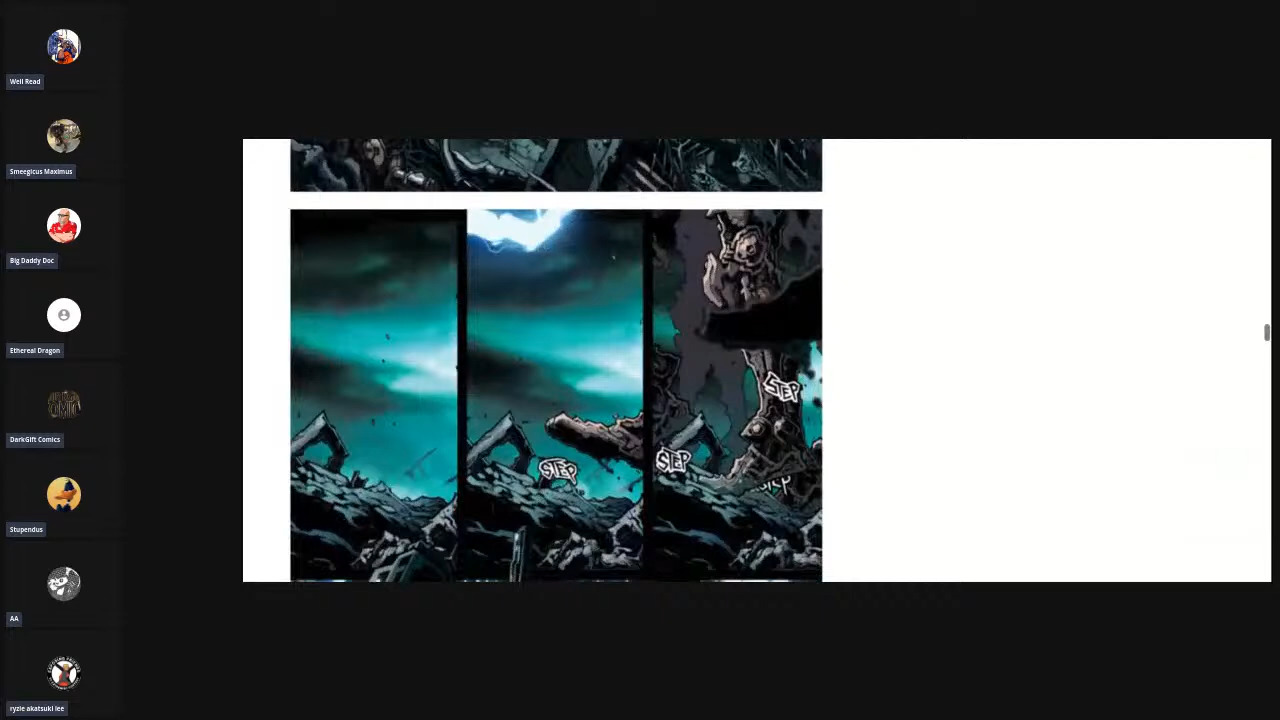 Well Read
Smeegicus Maximus
Big Daddy Doc
Ethereal Dragon
DarkGift Comics
Stupendus
AA
ryzie akatsuki lee
STEP
STEP
STEP
STEP